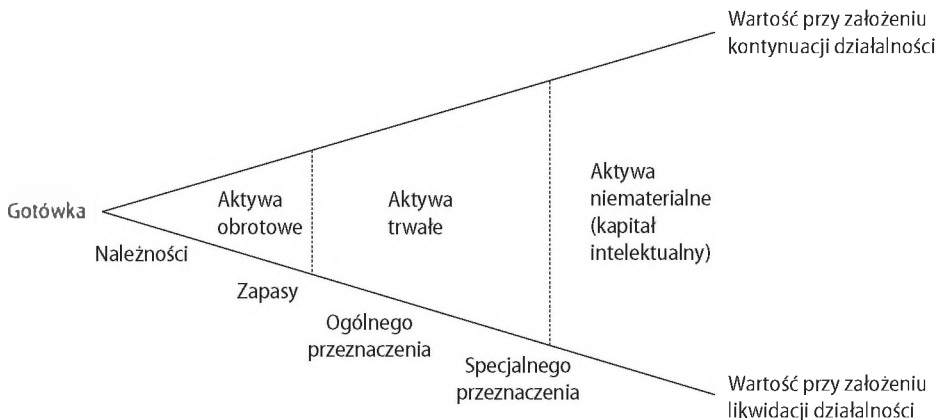 Wartość przy założeniu
kontynuacji działalności
Gotówka
Aktywa
obrotowe
Aktywa
trwałe
Aktywa
niematerialne
(kapitał
intelektualny)
Należności
Zapasy
Ogólnego
przeznaczenia
Specjalnego
przeznaczenia
Wartość przy założeniu
likwidacji działalności